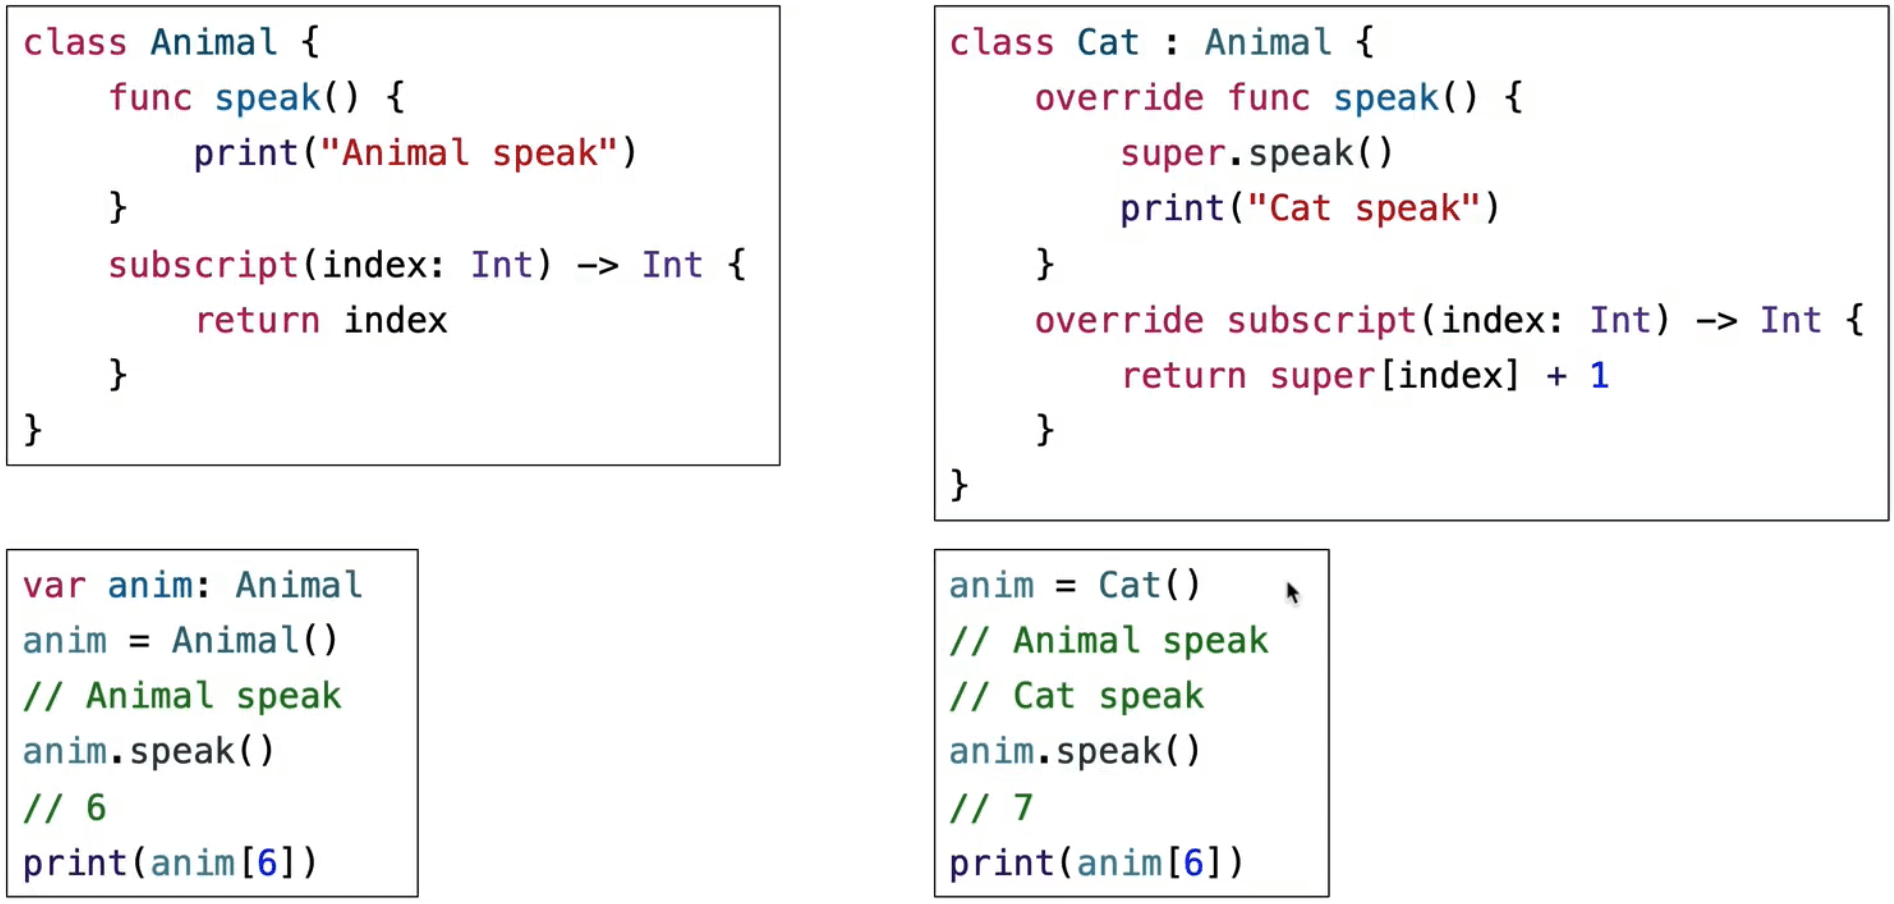 class Animal {
    func speak() {
        print("Animal speak")
    }
    subscript(index: Int) -> Int {
        return index
    }
}
class Cat : Animal {
    override func speak() {
        super.speak()
        print("Cat speak")
    }
    override subscript(index: Int) -> Int {
        return super[index] + 1
    }
}
var anim: Animal
anim = Animal()
// Animal speak
anim.speak()
// 6
print(anim[6])
anim = Cat()
// Animal speak
// Cat speak
anim.speak()
// 7
print(anim[6])